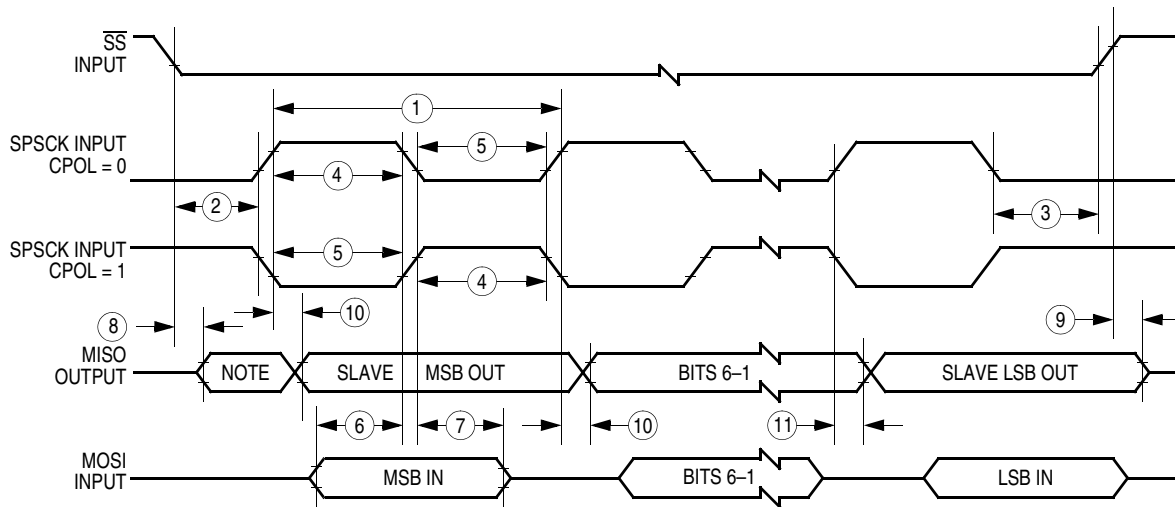 SS
INPUT
1
SPSCK INPUT
CPOL = 0
5
4
2
3
SPSCK INPUT
CPOL = 1
5
4
8
10
9
MISO
OUTPUT
NOTE
SLAVE
MSB OUT
BITS 6–1
SLAVE LSB OUT
6
7
10
11
MOSI
INPUT
MSB IN
BITS 6–1
LSB IN